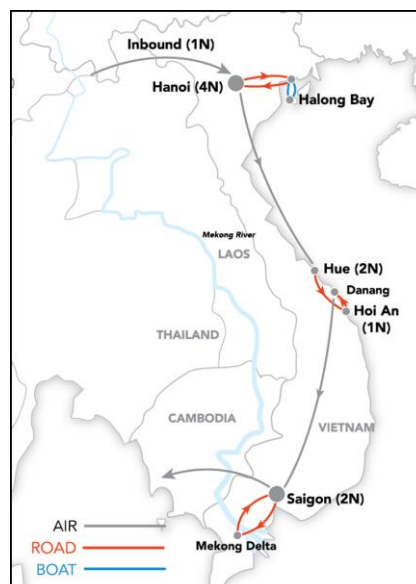 Inbound (1N)
Hanoi (4N)
Halong Bay
Mekong River
LAOS
Hue (2N)
Danang
Hoi An
(1N)
THAILAND
CAMBODIA
VIETNAM
Saigon (2N)
Mekong Delta
AIR
ROAD
BOAT